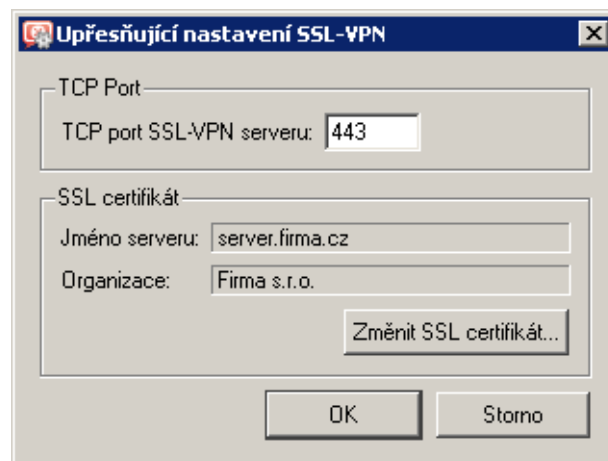 Upřesňující nastavení SSL-VPN
TCP Port
TCP port SSL-VPN serveru: 443
SSL certifikát
Jméno serveru: server.firma.cz
Organizace: Firma s.r.o.
Změnit SSL certifikát...
OK Storno